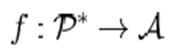 f : 𝒫* → 𝒜